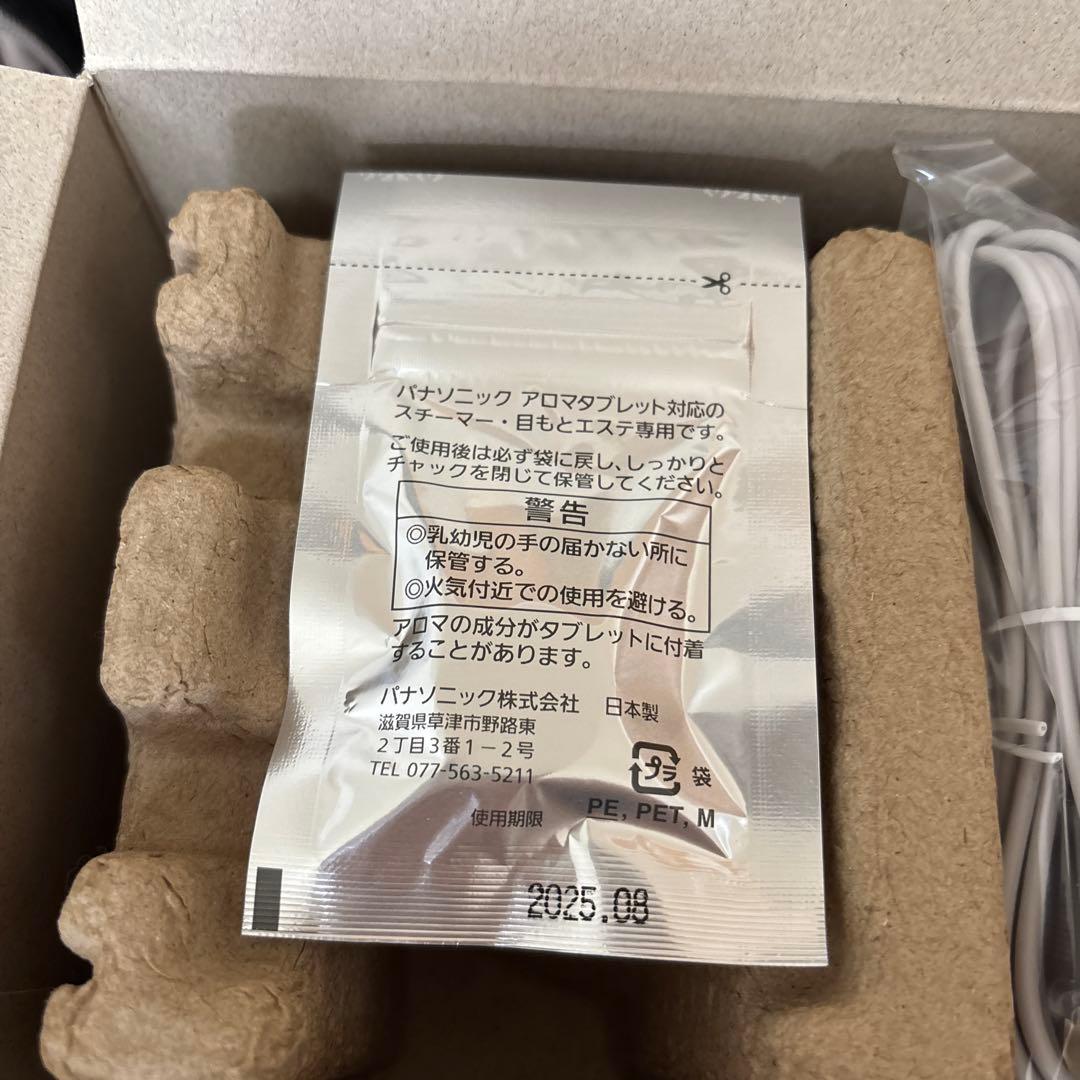 パナソニック アロマタブレット対応の
スチーマー・目もとエステ専用です。
ご使用後は必ず袋に戻し、しっかりと
チャックを閉じて保管してください。
警告
◎乳幼児の手の届かない所に
保管する。
◎火気付近での使用を避ける。
アロマの成分がタブレットに付着
することがあります。
パナソニック株式会社 日本製
滋賀県草津市野路東
2丁目3番1－2号
TEL 077-563-5211
プラ 袋
使用期限 PE, PET, M
2025.08